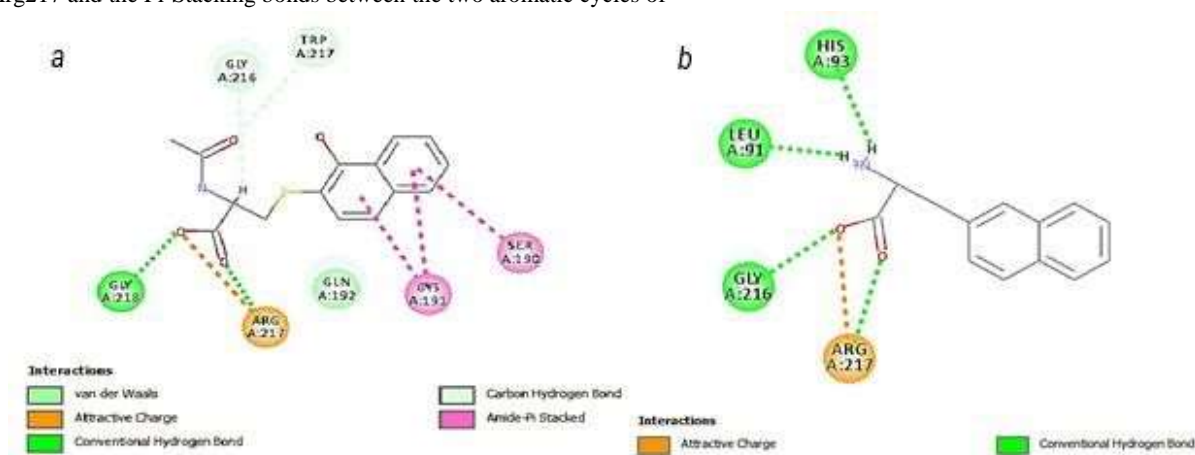 Arg217 and the Pi-Stacking bonds between the two aromatic cycles of
a
b
TRP
A:217
GLY
A:216
HIS
A:93
LEU
A:91
H
H
N
H
SER
A:190
GLY
A:218
GLN
A:192
CYS
A:191
ARG
A:217
GLY
A:216
ARG
A:217
Interactions
van der Waals
Attractive Charge
Conventional Hydrogen Bond
Carbon Hydrogen Bond
Amide-Pi Stacked
Interactions
Attractive Charge
Conventional Hydrogen Bond